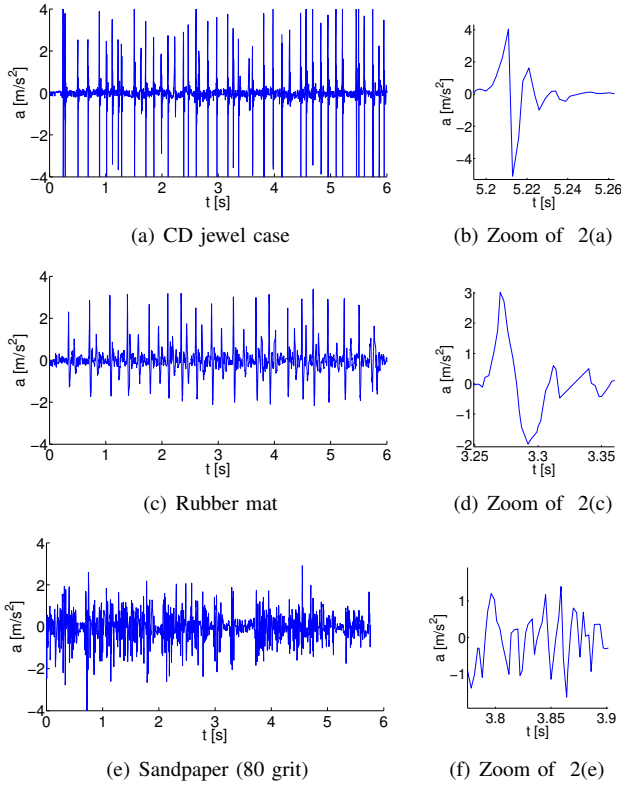 4
2
0
−2
−4
a [m/s²]
0 1 2 3 4 5 6
t [s]
(a) CD jewel case
4
2
0
−2
−4
a [m/s²]
5.2 5.22 5.24 5.26
t [s]
(b) Zoom of 2(a)
4
2
0
−2
−4
a [m/s²]
0 1 2 3 4 5 6
t [s]
(c) Rubber mat
3
2
1
0
−1
−2
a [m/s²]
3.25 3.3 3.35
t [s]
(d) Zoom of 2(c)
4
2
0
−2
−4
a [m/s²]
0 1 2 3 4 5 6
t [s]
(e) Sandpaper (80 grit)
1
0
−1
a [m/s²]
3.8 3.85 3.9
t [s]
(f) Zoom of 2(e)